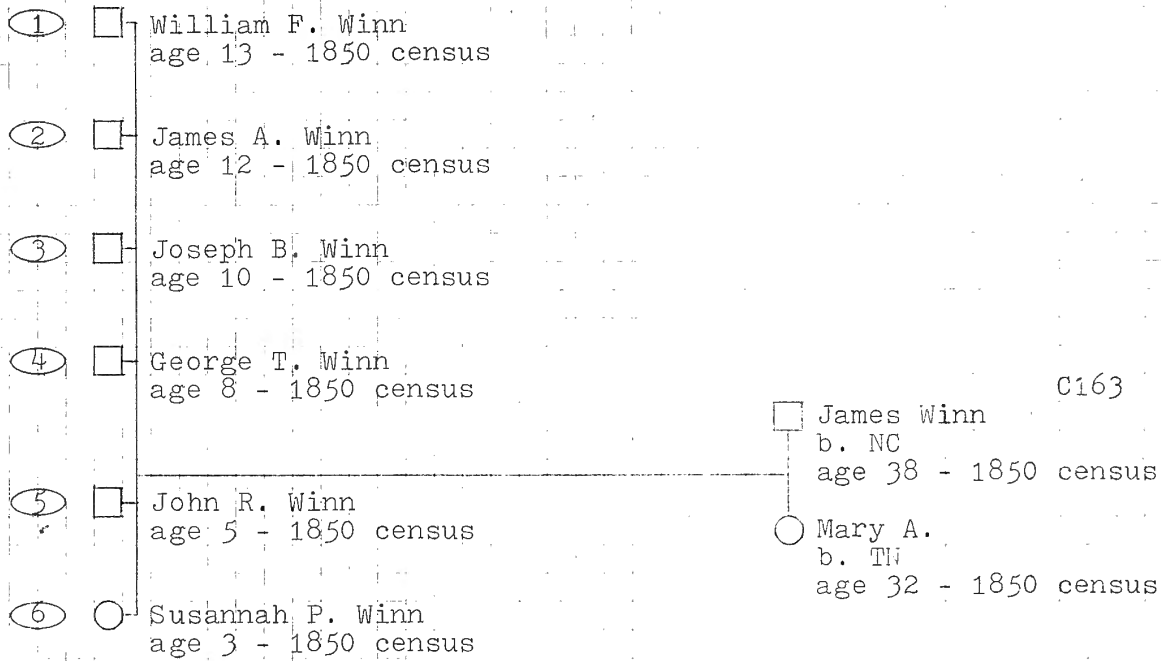 1 William F. Winn
age 13 - 1850 census
2 James A. Winn
age 12 - 1850 census
3 Joseph B. Winn
age 10 - 1850 census
4 George T. Winn
age 8 - 1850 census
C163
James Winn
b. NC
age 38 - 1850 census
5 John R. Winn
age 5 - 1850 census
Mary A.
b. TN
age 32 - 1850 census
6 Susannah P. Winn
age 3 - 1850 census